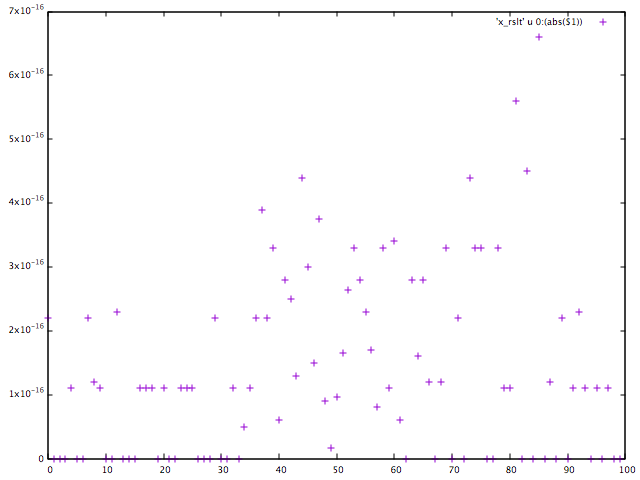 7x10⁻¹⁶
'x_rslt' u 0:(abs($1))
6x10⁻¹⁶
5x10⁻¹⁶
4x10⁻¹⁶
3x10⁻¹⁶
2x10⁻¹⁶
1x10⁻¹⁶
0
0 10 20 30 40 50 60 70 80 90 100